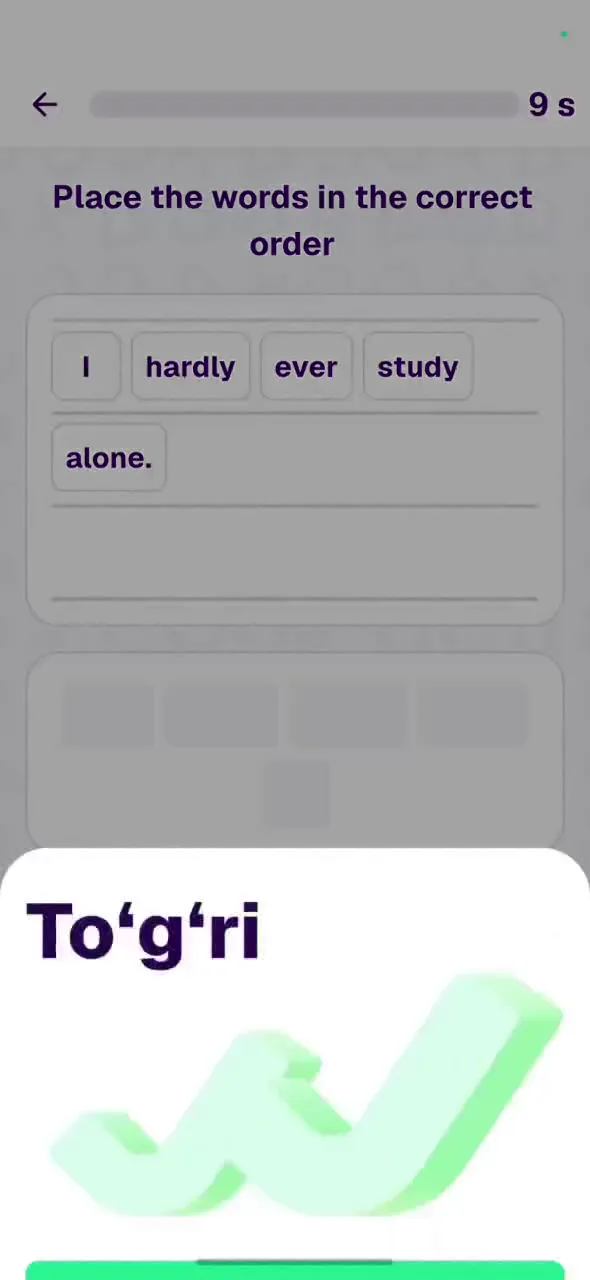 9 s
Place the words in the correct
order
I hardly ever study
alone.
To‘g‘ri